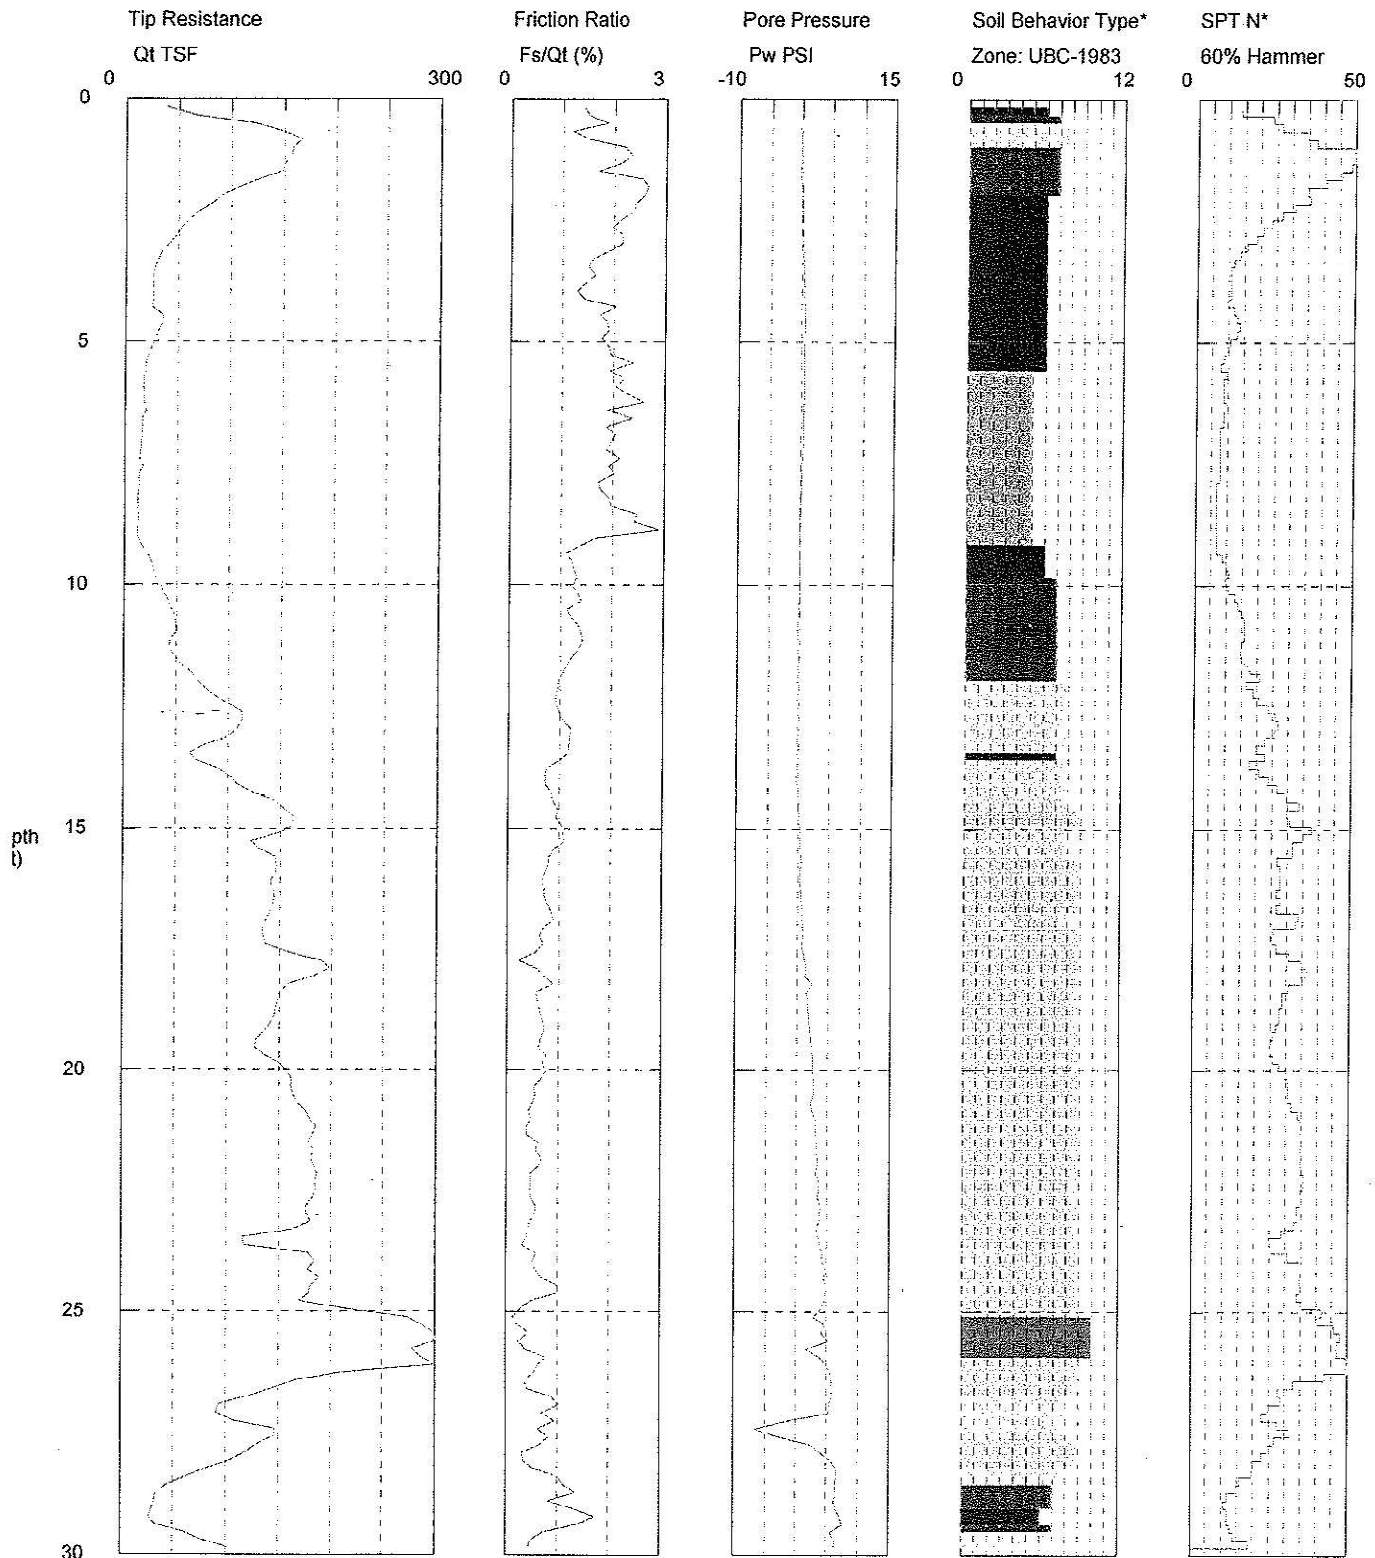 Tip Resistance
Friction Ratio
Pore Pressure
Soil Behavior Type*
SPT N*
Qt TSF
Fs/Qt (%)
Pw PSI
Zone: UBC-1983
60% Hammer
0 300
0 3
-10 15
0 12
0 50
0
5
10
15
pth
t)
20
25
30